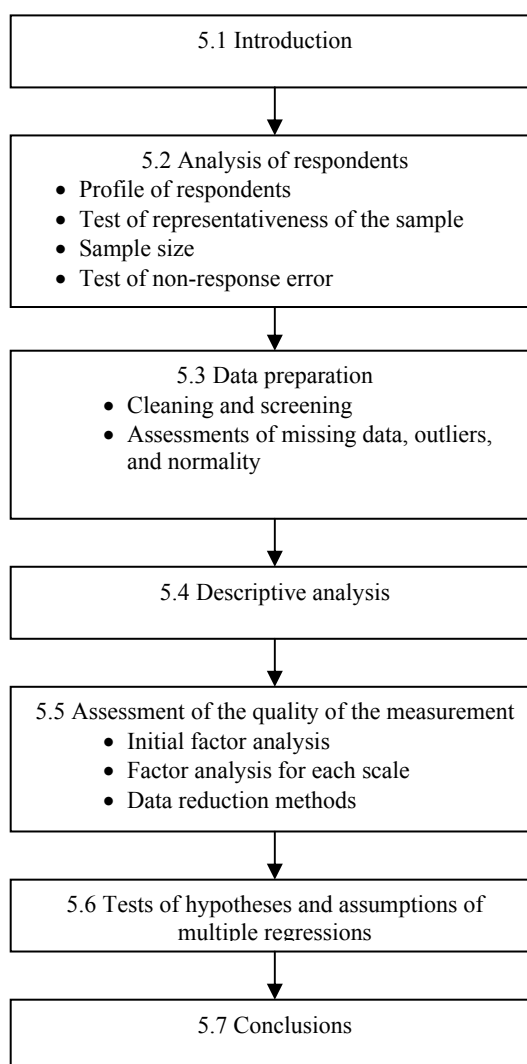 5.1 Introduction
5.2 Analysis of respondents
• Profile of respondents
• Test of representativeness of the sample
• Sample size
• Test of non-response error
5.3 Data preparation
• Cleaning and screening
• Assessments of missing data, outliers,
and normality
5.4 Descriptive analysis
5.5 Assessment of the quality of the measurement
• Initial factor analysis
• Factor analysis for each scale
• Data reduction methods
5.6 Tests of hypotheses and assumptions of
multiple regressions
5.7 Conclusions